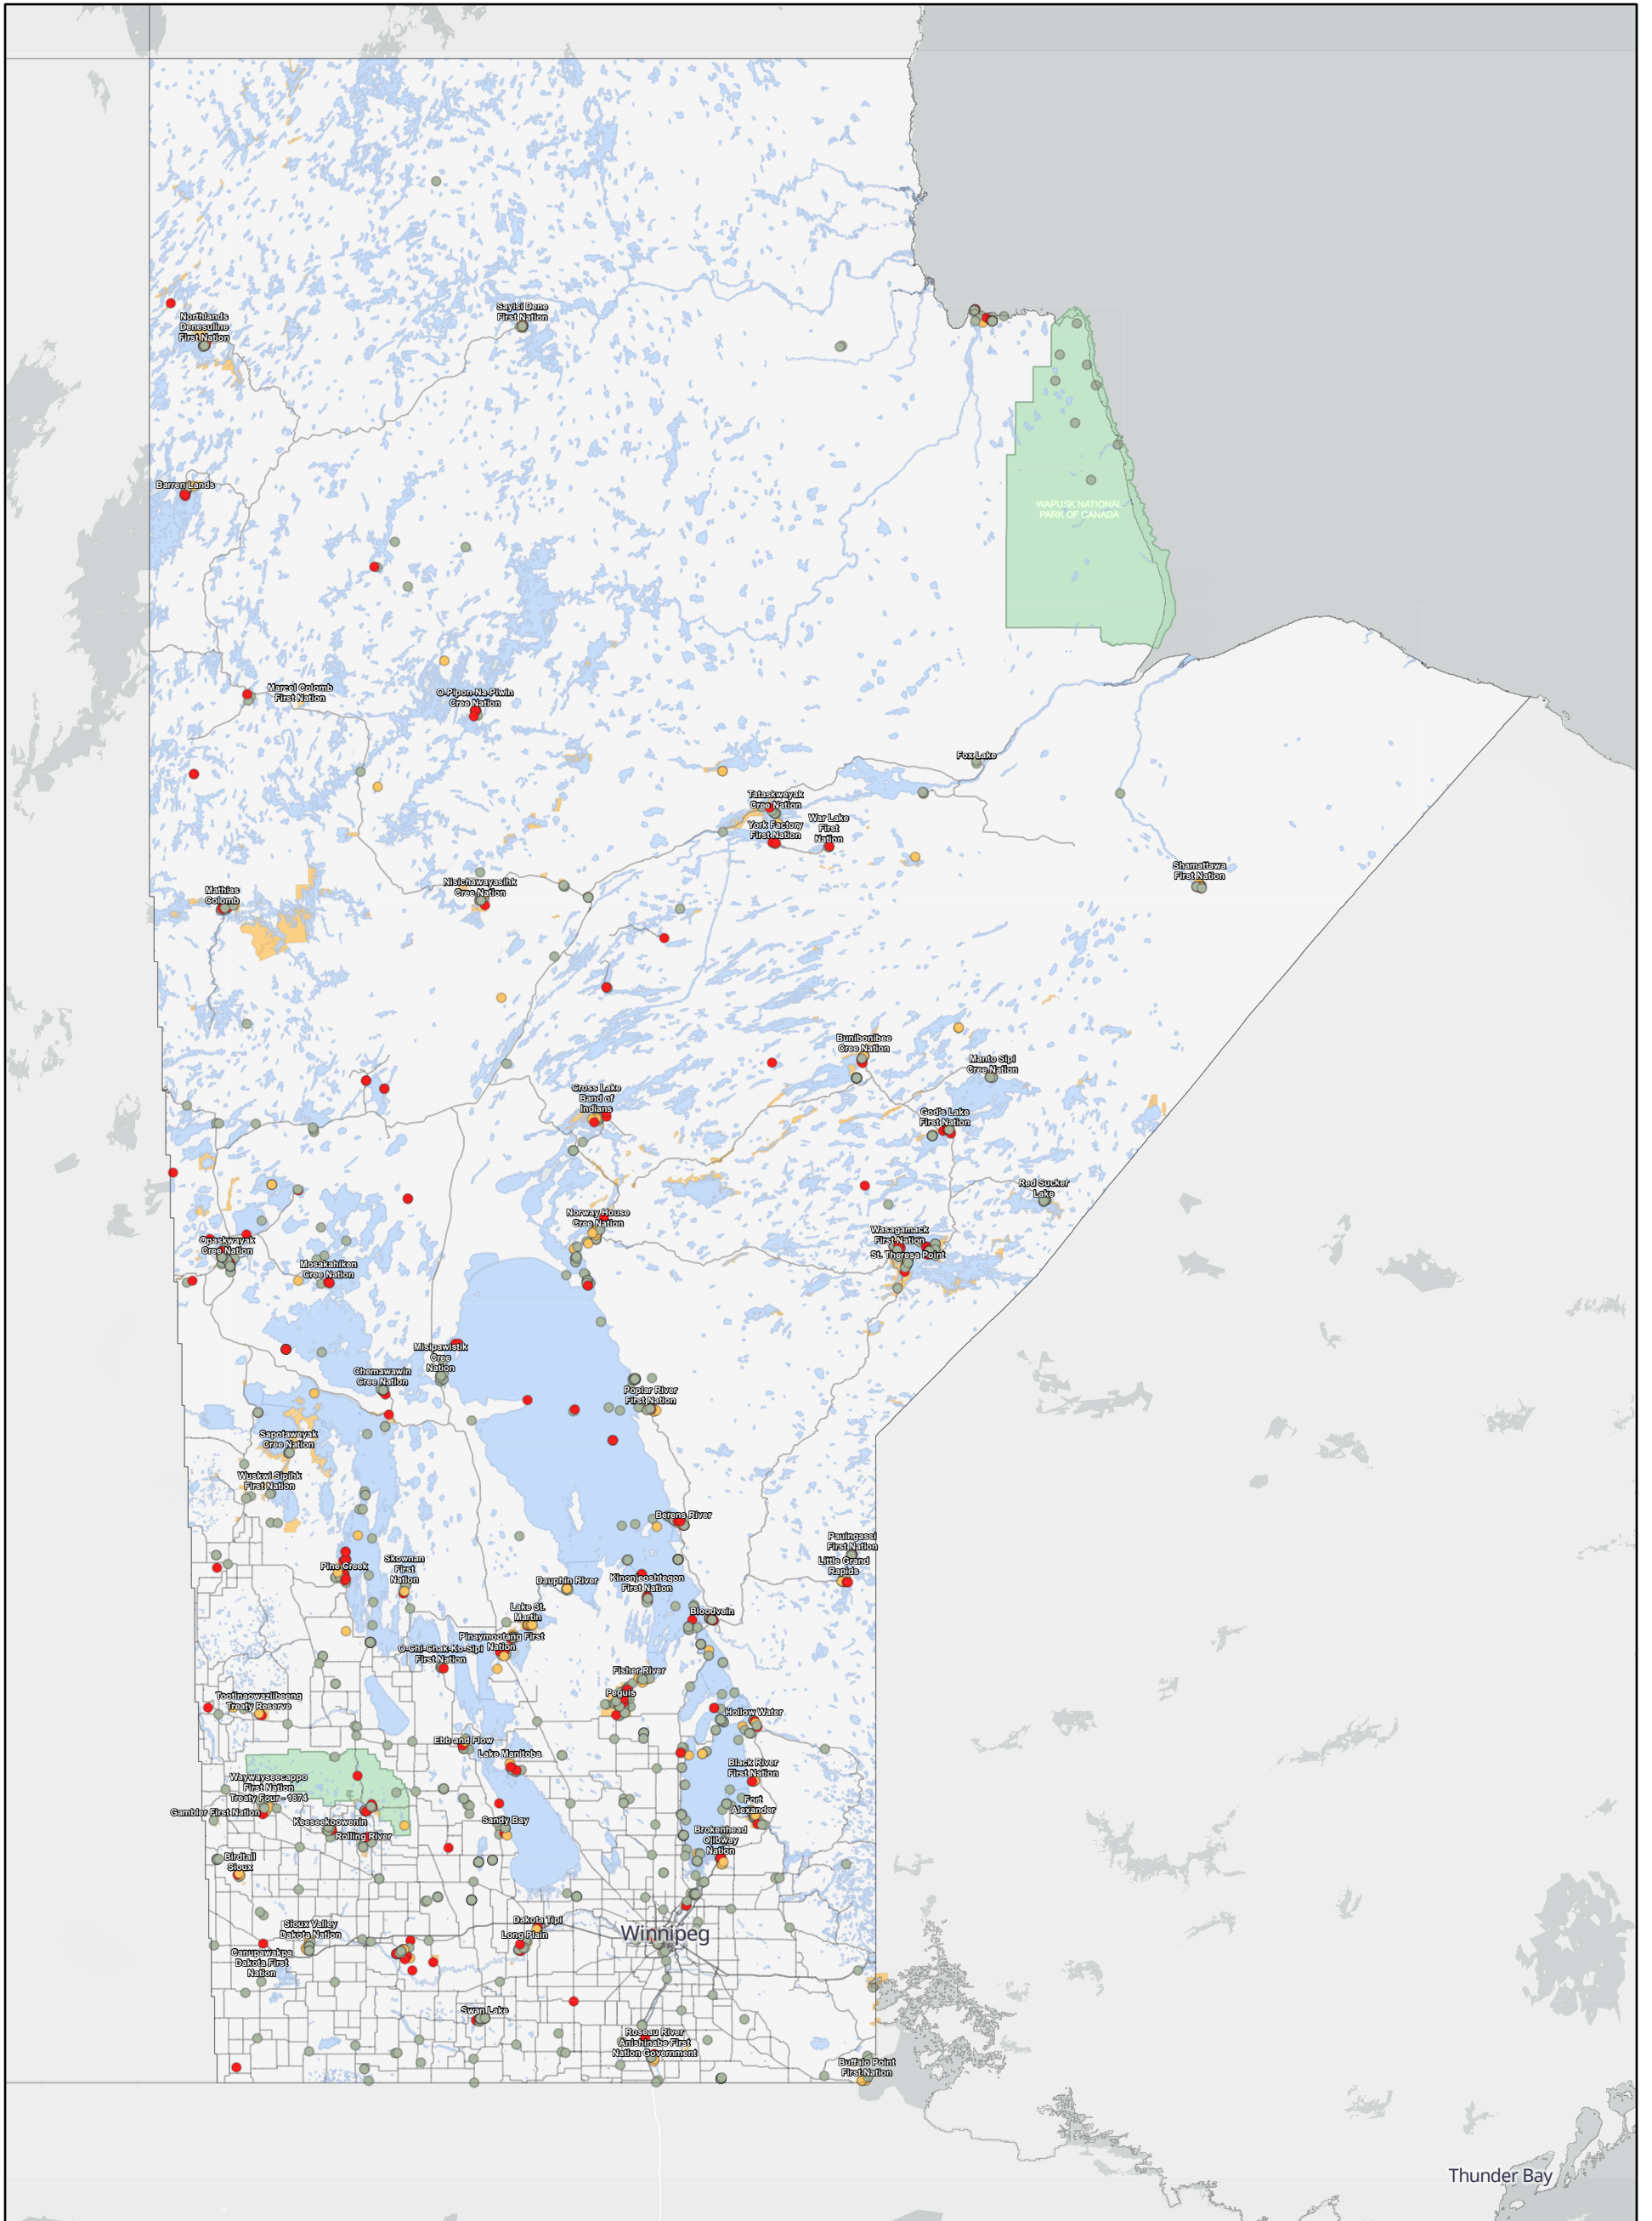 Sayisi Dene
First Nation
Northlands
Denesuline
First Nation
Barren Lands
WAPUSK NATIONAL
PARK OF CANADA
Marcel Colomb
First Nation
O-Pipon-Na-Piwin
Cree Nation
Fox Lake
Tataskweyak
Cree Nation
York Factory
First Nation
War Lake
First
Nation
Shamattawa
First Nation
Nisichawayasihk
Cree Nation
Mathias
Colomb
Bunibonibee
Cree Nation
Manto Sipi
Cree Nation
Cross Lake
Band of
Indians
God's Lake
First Nation
Red Sucker
Lake
Norway House
Cree Nation
Wasagamack
First Nation
St. Theresa Point
Opaskwayak
Cree Nation
Mosakahiken
Cree Nation
Misipawistik
Cree
Nation
Chemawawin
Cree Nation
Poplar River
First Nation
Sapotaweyak
Cree Nation
Wuskwi Sipihk
First Nation
Berens River
Pauingassi
First Nation
Little Grand
Rapids
Pine Creek
Skownan
First
Nation
Dauphin River
Kinonjeoshtegon
First Nation
Lake St.
Martin
Bloodvein
Pinaymootang First
Nation
O-Chi-Chak-Ko-Sipi
First Nation
Fisher River
Peguis
Tootinaowaziibeeng
Treaty Reserve
Hollow Water
Ebb and Flow
Lake Manitoba
Black River
First Nation
Waywayseecappo
First Nation
Treaty Four - 1874
Gambler First Nation
Fort
Alexander
Keeseekoowenin
Rolling River
Sandy Bay
Brokenhead
Ojibway
Nation
Birdtail
Sioux
Dakota Tipi
Sioux Valley
Dakota Nation
Long Plain
Winnipeg
Canupawakpa
Dakota First
Nation
Swan Lake
Roseau River
Anishinabe First
Nation Government
Buffalo Point
First Nation
Thunder Bay